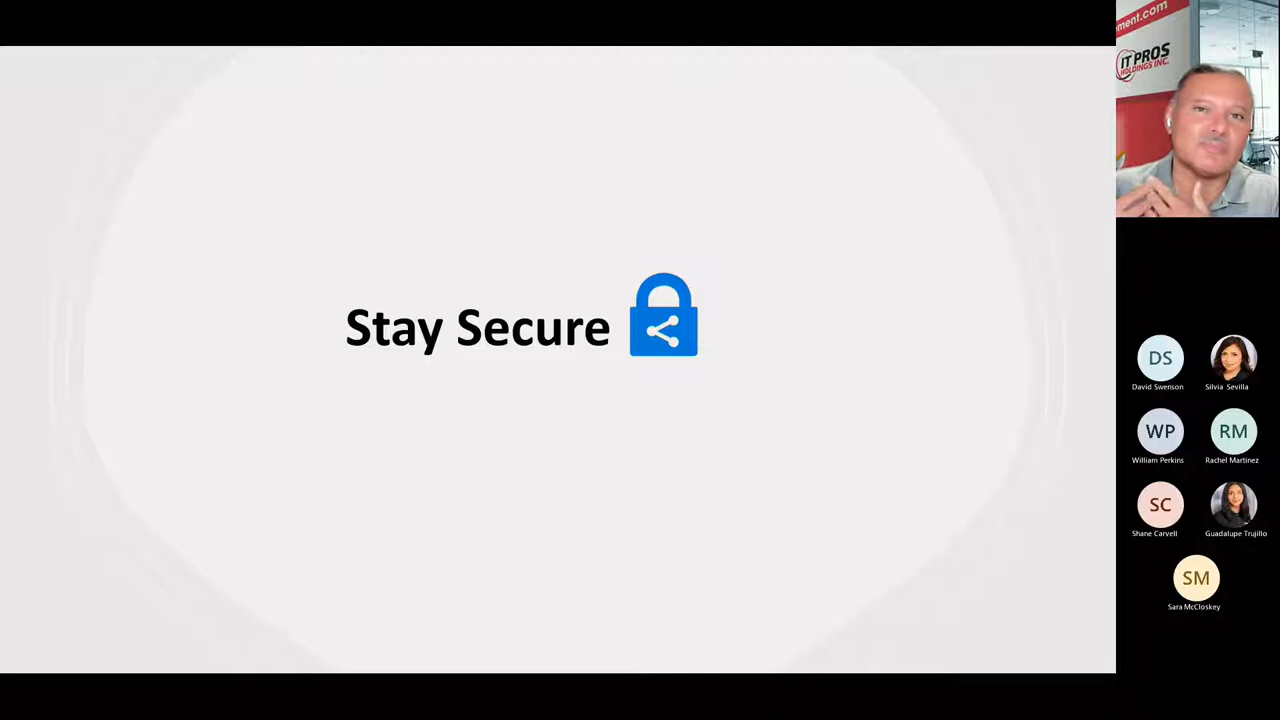 ement.com
IT PROS
HOLDINGS INC.
Stay Secure
DS
David Swenson
Silvia Sevilla
WP
William Perkins
RM
Rachel Martinez
SC
Shane Carvell
Guadalupe Trujillo
SM
Sara McCloskey